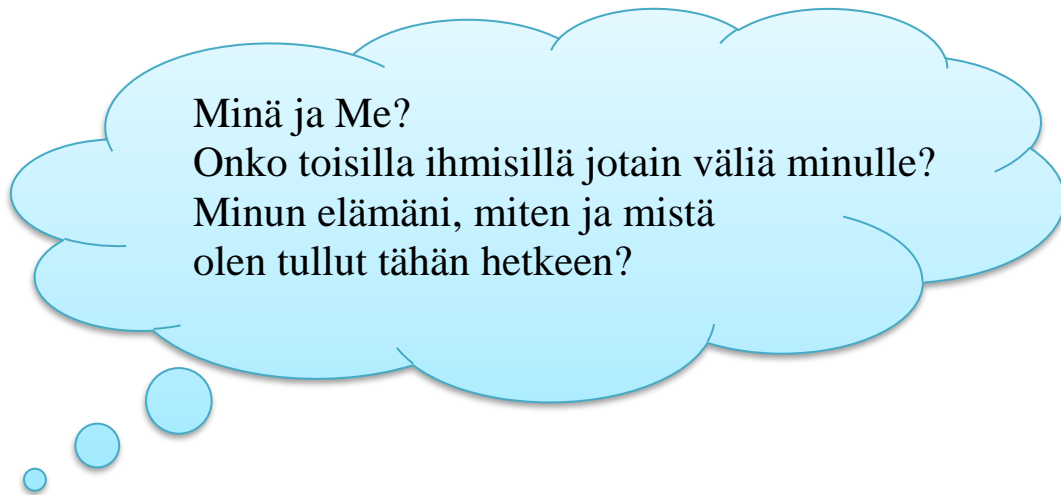 Minä ja Me?
Onko toisilla ihmisillä jotain väliä minulle?
Minun elämäni, miten ja mistä
olen tullut tähän hetkeen?